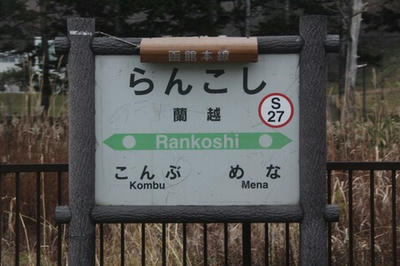 函館本線
らんこし
蘭越
S
27
Rankoshi
こんぶ めな
Kombu Mena